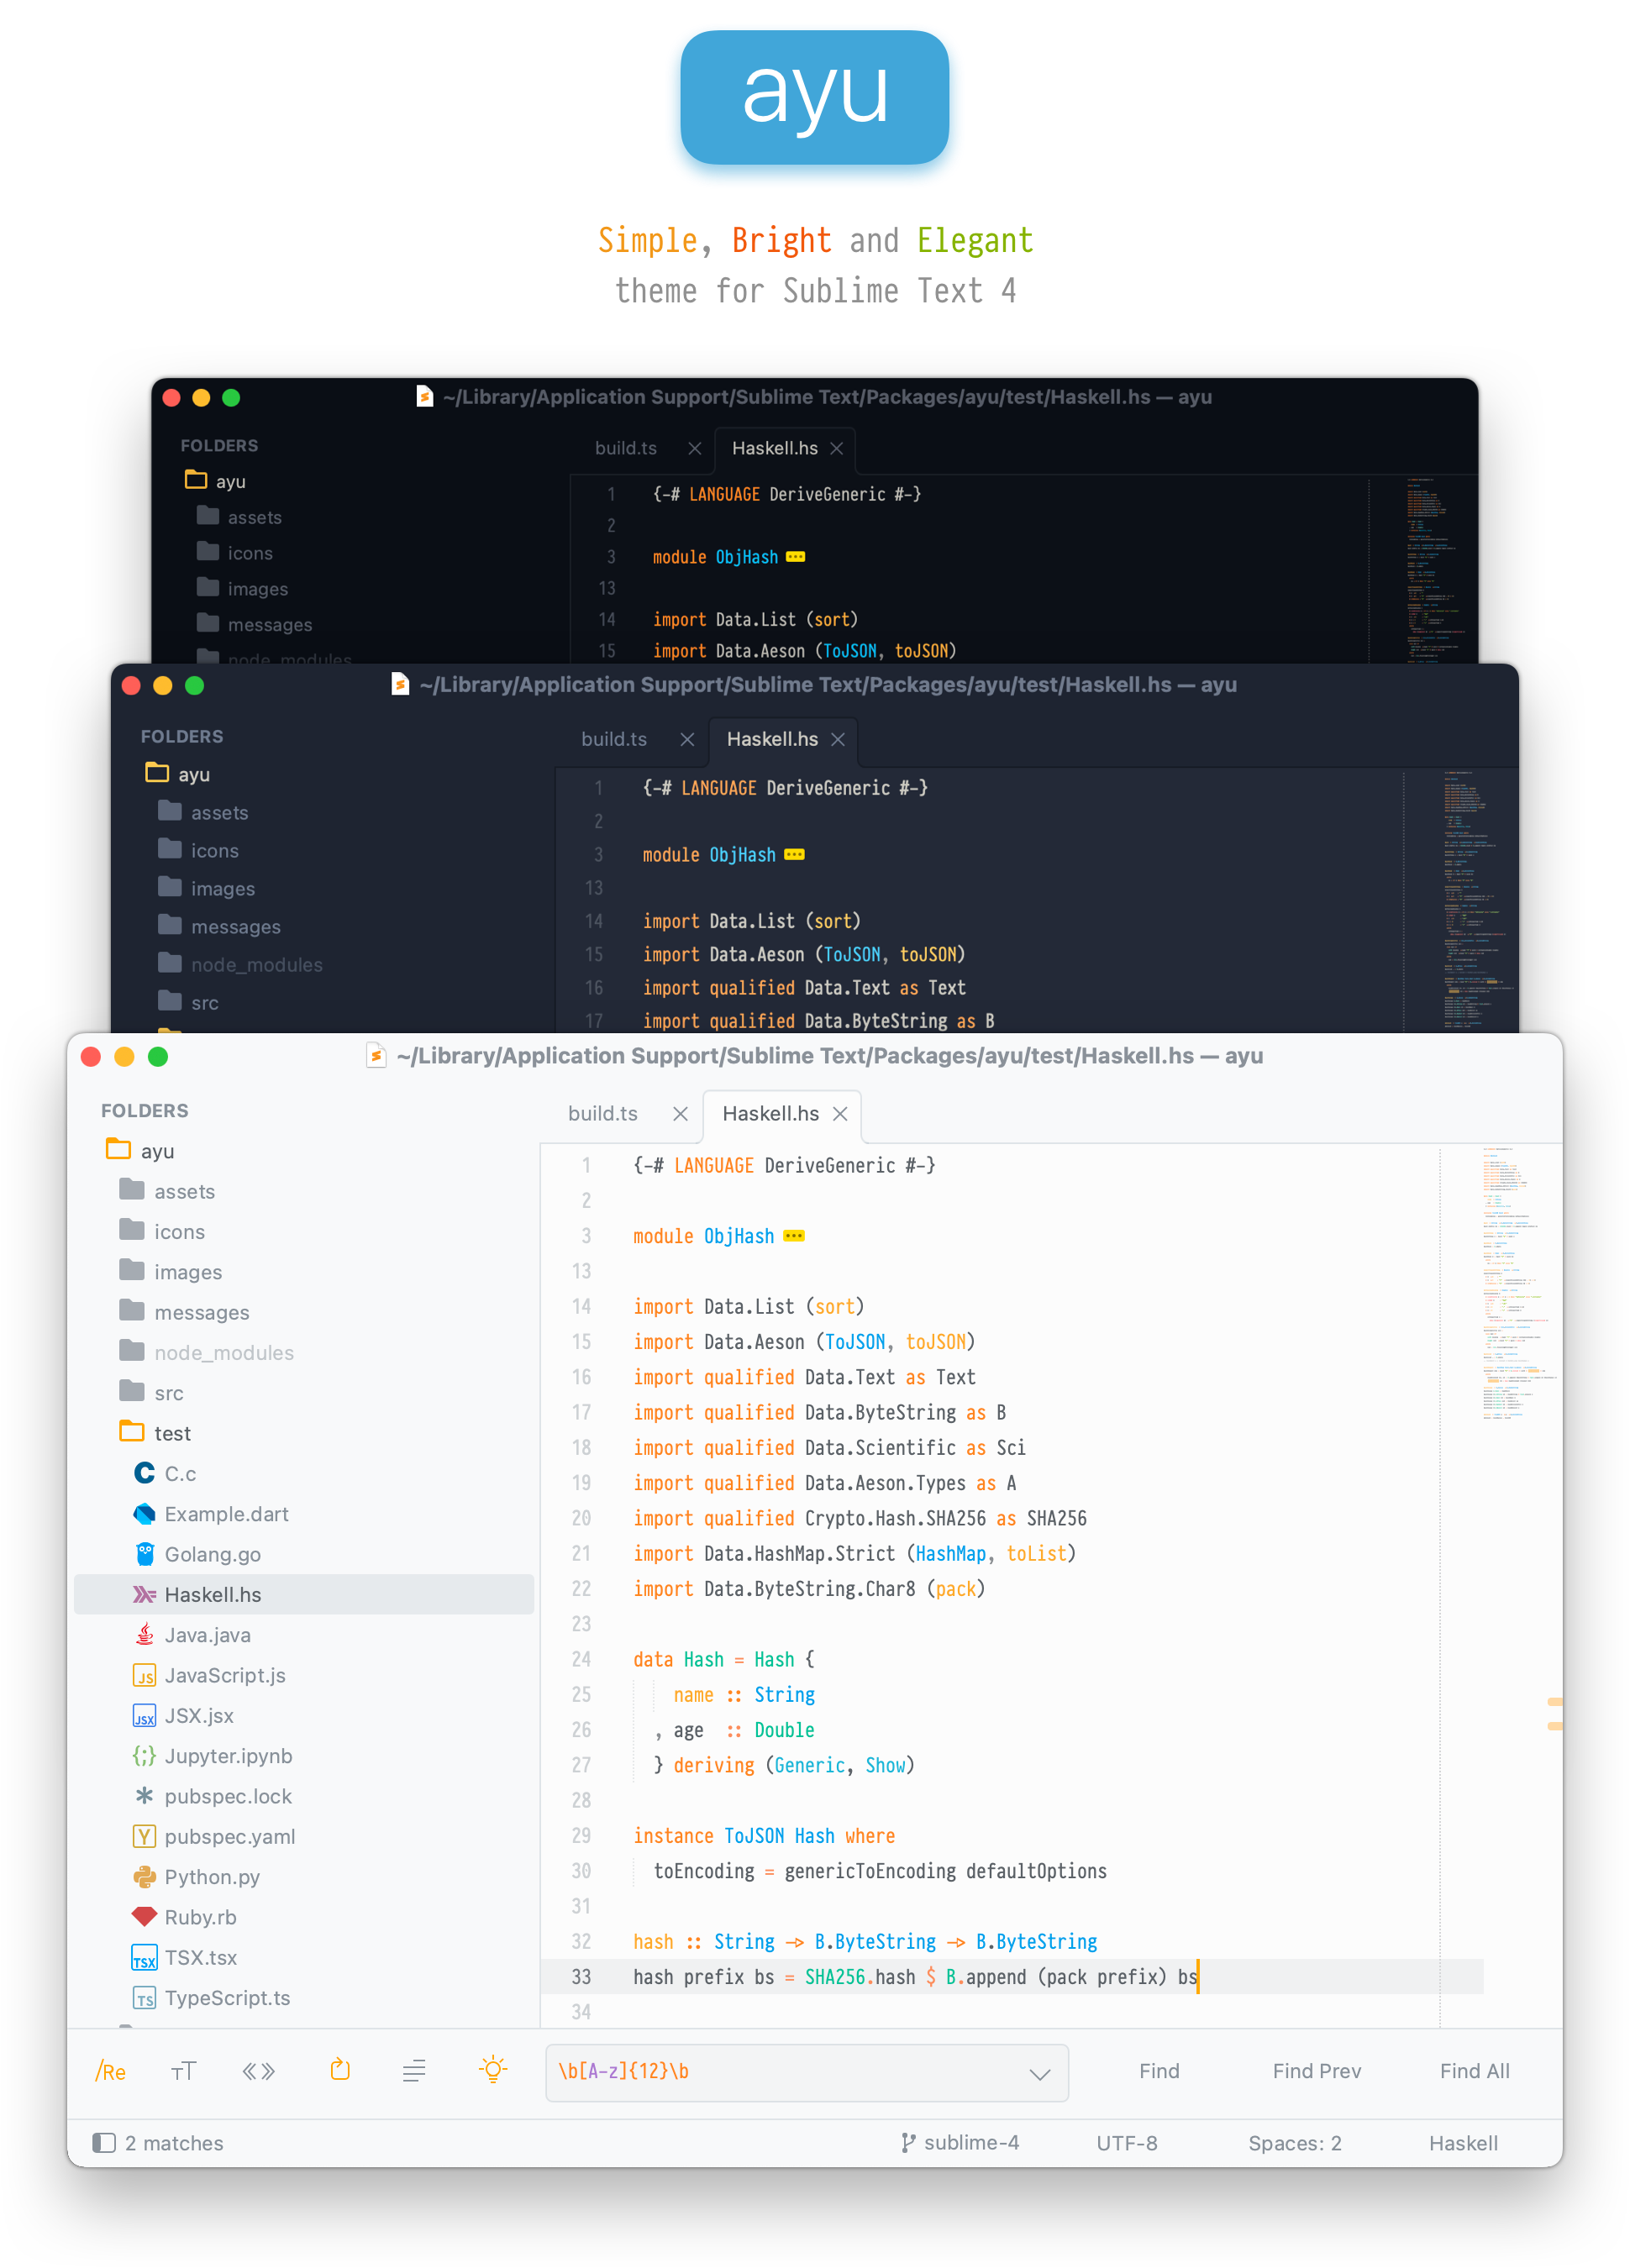 ayu
Simple, Bright and Elegant
theme for Sublime Text 4
~/Library/Application Support/Sublime Text/Packages/ayu/test/Haskell.hs — ayu
FOLDERS
ayu
assets
icons
images
messages
node_modules
build.ts
Haskell.hs
1 {-# LANGUAGE DeriveGeneric #-}
2
3 module ObjHash
13
14 import Data.List (sort)
15 import Data.Aeson (ToJSON, toJSON)
~/Library/Application Support/Sublime Text/Packages/ayu/test/Haskell.hs — ayu
FOLDERS
ayu
assets
icons
images
messages
node_modules
src
build.ts
Haskell.hs
1 {-# LANGUAGE DeriveGeneric #-}
2
3 module ObjHash
13
14 import Data.List (sort)
15 import Data.Aeson (ToJSON, toJSON)
16 import qualified Data.Text as Text
17 import qualified Data.ByteString as B
~/Library/Application Support/Sublime Text/Packages/ayu/test/Haskell.hs — ayu
FOLDERS
ayu
assets
icons
images
messages
node_modules
src
test
C.c
Example.dart
Golang.go
Haskell.hs
Java.java
JS JavaScript.js
JSX JSX.jsx
Jupyter.ipynb
pubspec.lock
Y pubspec.yaml
Python.py
Ruby.rb
TSX TSX.tsx
TS TypeScript.ts
build.ts
Haskell.hs
1 {-# LANGUAGE DeriveGeneric #-}
2
3 module ObjHash
13
14 import Data.List (sort)
15 import Data.Aeson (ToJSON, toJSON)
16 import qualified Data.Text as Text
17 import qualified Data.ByteString as B
18 import qualified Data.Scientific as Sci
19 import qualified Data.Aeson.Types as A
20 import qualified Crypto.Hash.SHA256 as SHA256
21 import Data.HashMap.Strict (HashMap, toList)
22 import Data.ByteString.Char8 (pack)
23
24 data Hash = Hash {
25 name :: String
26 , age :: Double
27 } deriving (Generic, Show)
28
29 instance ToJSON Hash where
30 toEncoding = genericToEncoding defaultOptions
31
32 hash :: String -> B.ByteString -> B.ByteString
33 hash prefix bs = SHA256.hash $ B.append (pack prefix) bs
34
/Re TT \b[A-z]{12}\b Find Find Prev Find All
2 matches sublime-4 UTF-8 Spaces: 2 Haskell